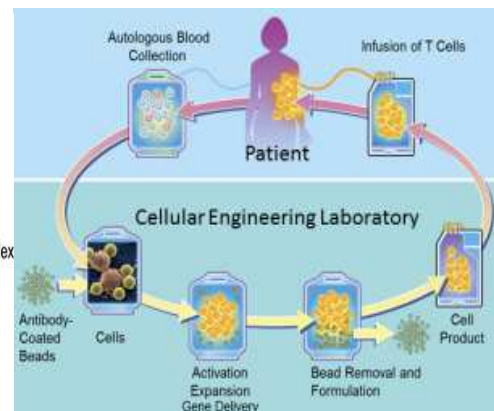 Autologous Blood
Collection
Infusion of T Cells
Patient
Cellular Engineering Laboratory
ex
Antibody-
Coated
Beads
Cells
Activation
Expansion
Gene Delivery
Bead Removal and
Formulation
Cell
Product